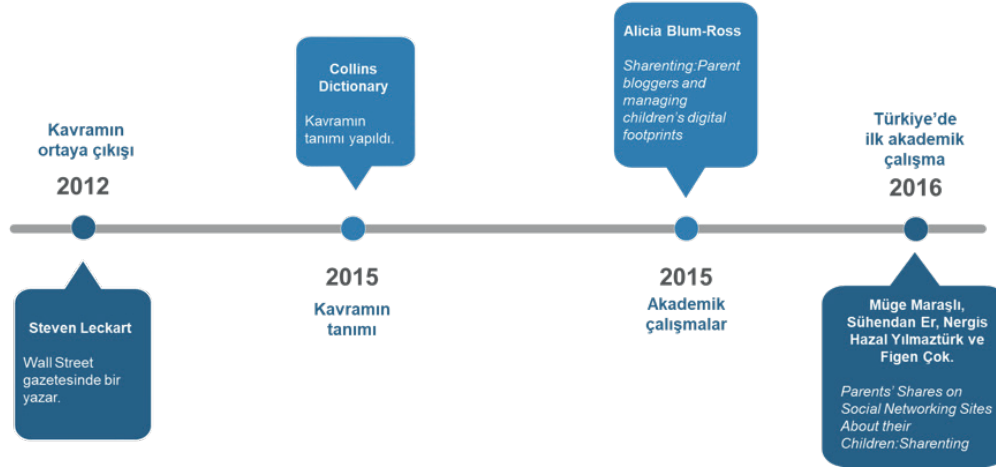 Kavramın
ortaya çıkışı
2012
Steven Leckart
Wall Street
gazetesinde bir
yazar.
Collins
Dictionary
Kavramın
tanımı yapıldı.
2015
Kavramın
tanımı
Alicia Blum-Ross
Sharenting:Parent
bloggers and
managing
children's digital
footprints
2015
Akademik
çalışmalar
Türkiye'de
ilk akademik
çalışma
2016
Müge Maraşlı,
Sühendan Er, Nergis
Hazal Yılmaztürk ve
Figen Çok.
Parents' Shares on
Social Networking Sites
About their
Children:Sharenting